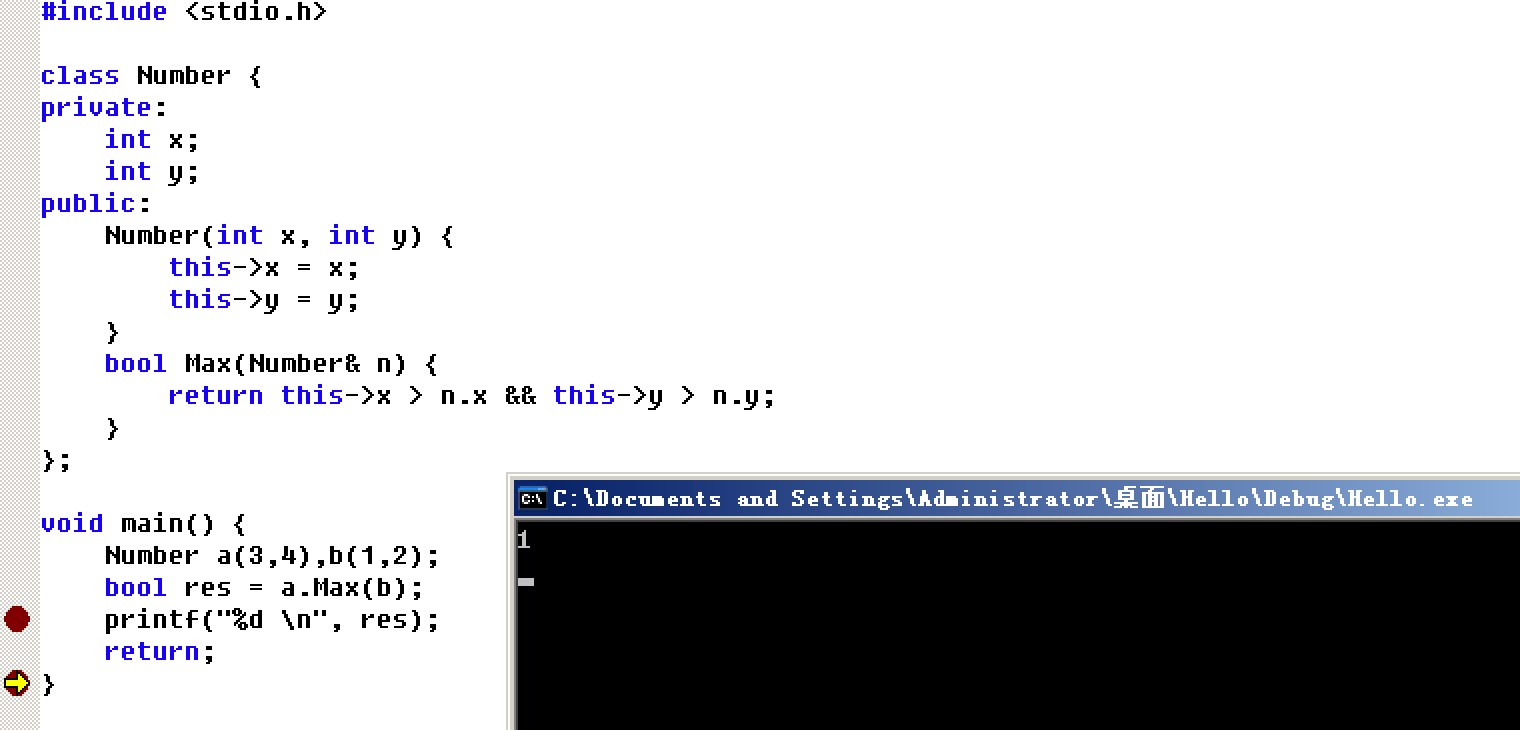 #include <stdio.h>
class Number {
private:
    int x;
    int y;
public:
    Number(int x, int y) {
        this->x = x;
        this->y = y;
    }
    bool Max(Number& n) {
        return this->x > n.x && this->y > n.y;
    }
};
void main() {
    Number a(3,4),b(1,2);
    bool res = a.Max(b);
    printf("%d \n", res);
    return;
}
C:\Documents and Settings\Administrator\桌面\Hello\Debug\Hello.exe
1